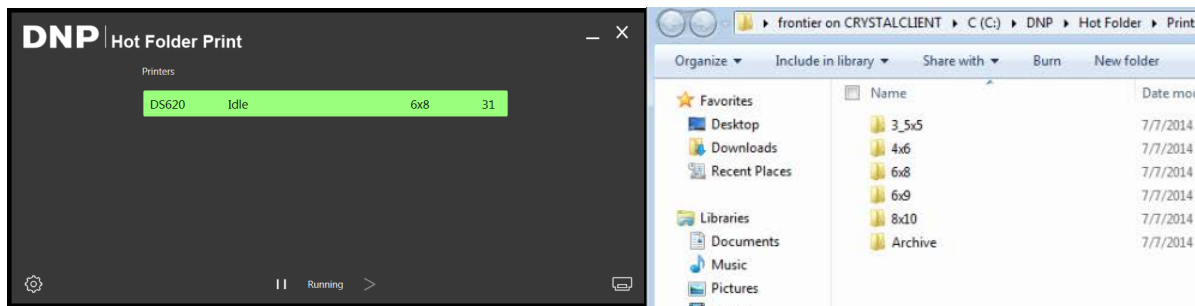 DNP Hot Folder Print
Printers
DS620 Idle 6x8 31
Running
frontier on CRYSTALCLIENT C (C:) DNP Hot Folder Print
Organize Include in library Share with Burn New folder
Favorites
Desktop
Downloads
Recent Places
Libraries
Documents
Music
Pictures
Name Date mo
3_5x5 7/7/2014
4x6 7/7/2014
6x8 7/7/2014
6x9 7/7/2014
8x10 7/7/2014
Archive 7/7/2014